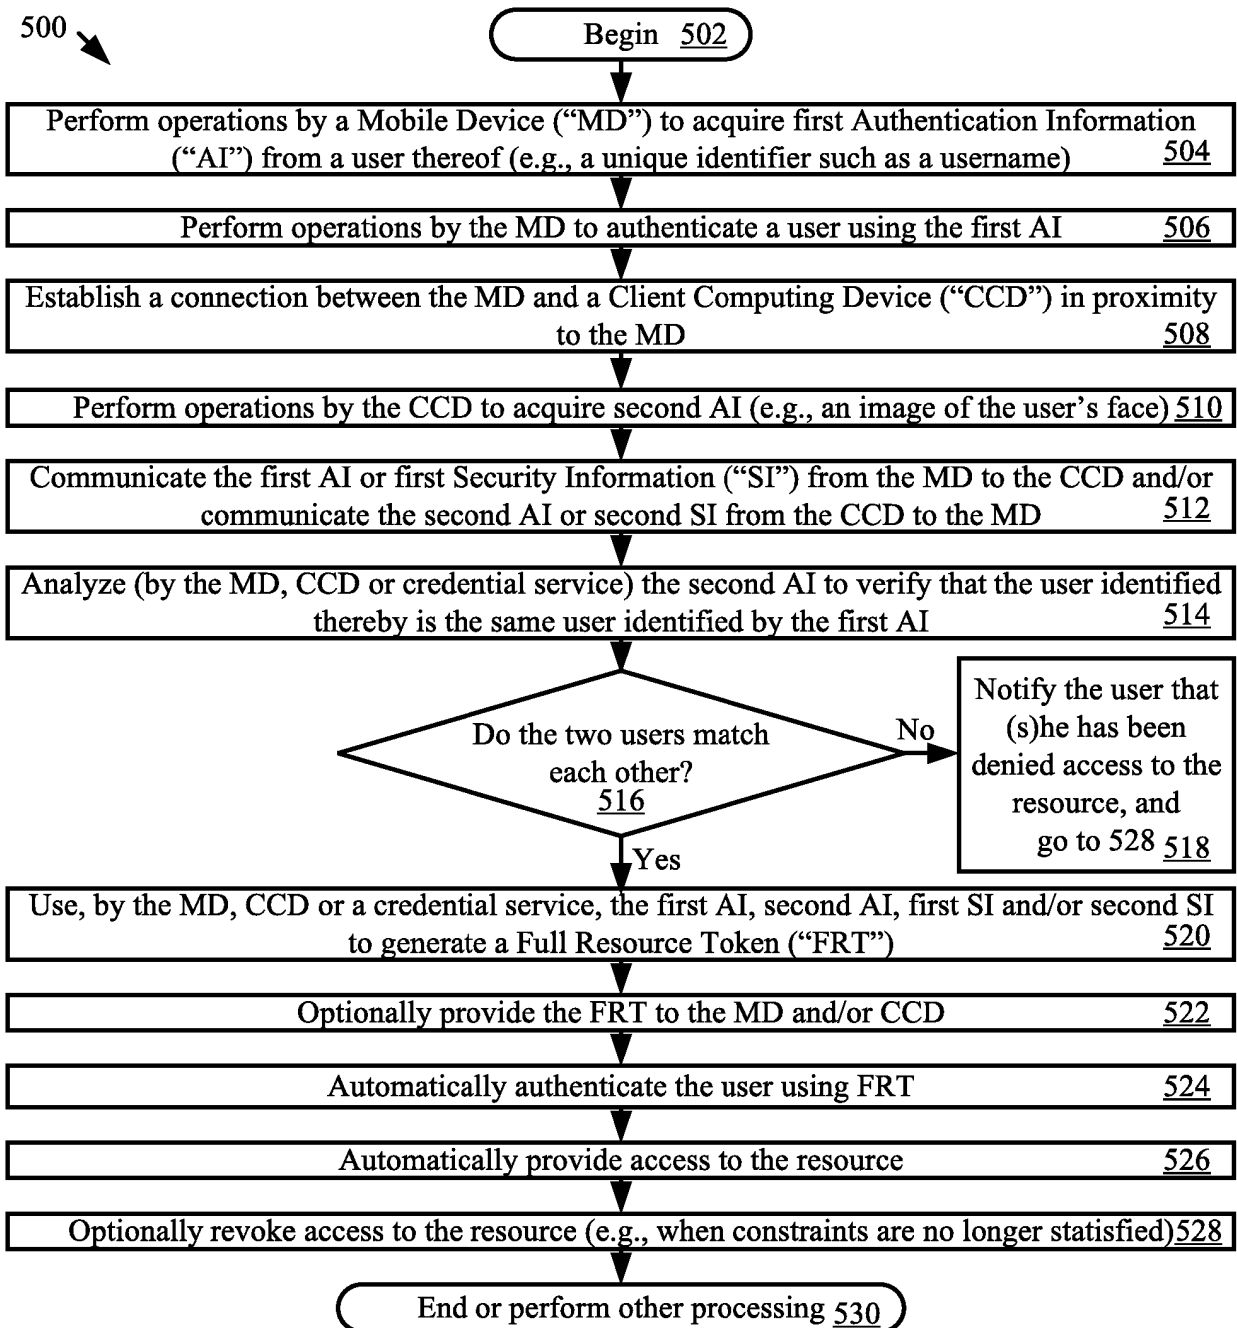 500
Begin 502
Perform operations by a Mobile Device (“MD”) to acquire first Authentication Information
(“AI”) from a user thereof (e.g., a unique identifier such as a username) 504
Perform operations by the MD to authenticate a user using the first AI 506
Establish a connection between the MD and a Client Computing Device (“CCD”) in proximity
to the MD 508
Perform operations by the CCD to acquire second AI (e.g., an image of the user’s face) 510
Communicate the first AI or first Security Information (“SI”) from the MD to the CCD and/or
communicate the second AI or second SI from the CCD to the MD 512
Analyze (by the MD, CCD or credential service) the second AI to verify that the user identified
thereby is the same user identified by the first AI 514
Do the two users match
each other?
516
No
Notify the user that
(s)he has been
denied access to the
resource, and
go to 528 518
Yes
Use, by the MD, CCD or a credential service, the first AI, second AI, first SI and/or second SI
to generate a Full Resource Token (“FRT”) 520
Optionally provide the FRT to the MD and/or CCD 522
Automatically authenticate the user using FRT 524
Automatically provide access to the resource 526
Optionally revoke access to the resource (e.g., when constraints are no longer statisfied) 528
End or perform other processing 530